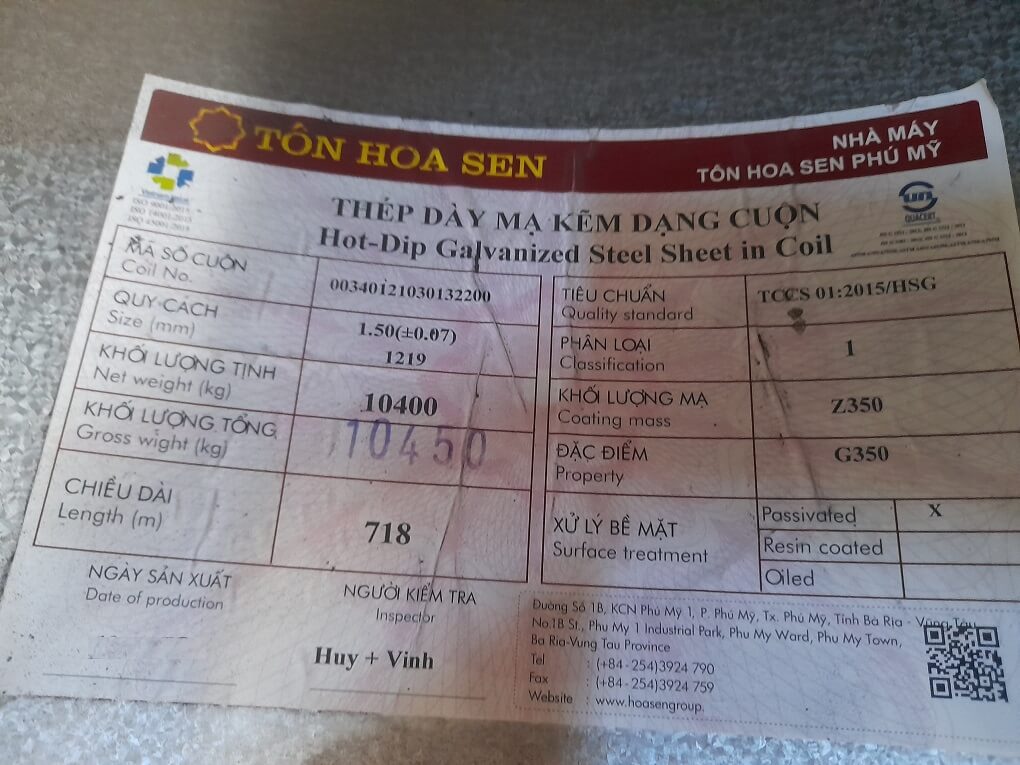 TÔN HOA SEN
NHÀ MÁY
TÔN HOA SEN PHÚ MỸ
ISO 9001:2015
ISO 14001:2015
QUACERT
THÉP DÀY MẠ KẼM DẠNG CUỘN
Hot-Dip Galvanized Steel Sheet in Coil
MÃ SỐ CUỘN
Coil No.
00340121030132200
QUY CÁCH
Size (mm)
1.50(±0.07)
1219
KHỐI LƯỢNG TỊNH
Net weight (kg)
10400
KHỐI LƯỢNG TỔNG
Gross wight (kg)
10450
CHIỀU DÀI
Length (m)
718
TIÊU CHUẨN
Quality standard
TCCS 01:2015/HSG
PHÂN LOẠI
Classification
1
KHỐI LƯỢNG MẠ
Coating mass
Z350
ĐẶC ĐIỂM
Property
G350
XỬ LÝ BỀ MẶT
Surface treatment
Passivated X
Resin coated
Oiled
NGÀY SẢN XUẤT
Date of production
NGƯỜI KIỂM TRA
Inspector
Huy + Vinh
Đường Số 1B, KCN Phú Mỹ 1, P. Phú Mỹ, Tx. Phú Mỹ, Tỉnh Bà Rịa - Vũng Tàu
No.1B St., Phu My 1 Industrial Park, Phu My Ward, Phu My Town,
Ba Ria-Vung Tau Province
Tel : (+84-254)3924 790
Fax : (+84-254)3924 759
Website : www.hoasengroup.